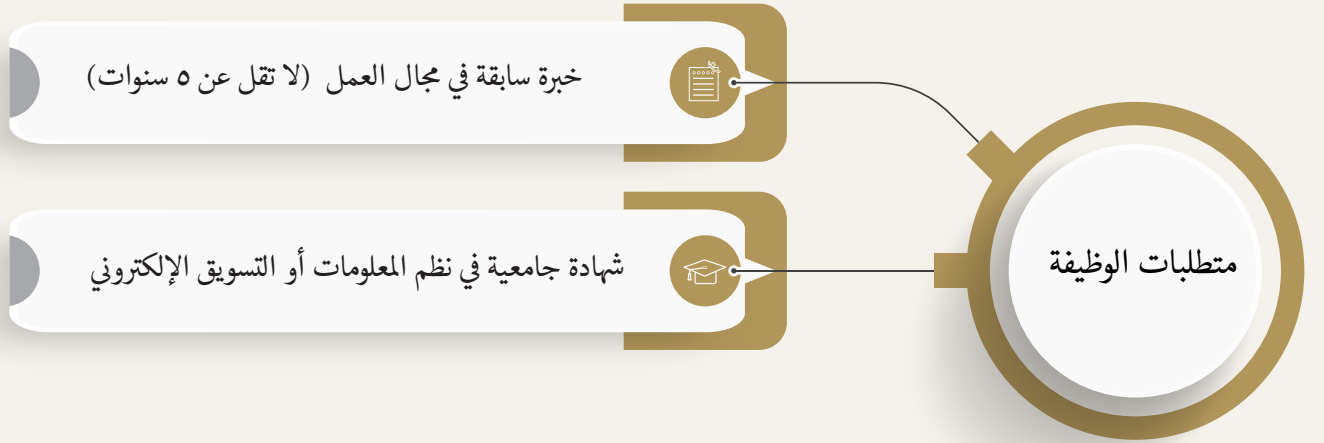 متطلبات الوظيفة
خبرة سابقة في مجال العمل (لا تقل عن ٥ سنوات)
شهادة جامعية في نظم المعلومات أو التسويق الإلكتروني